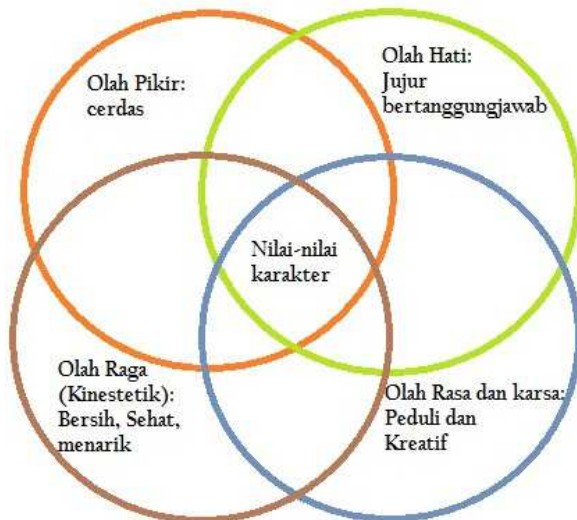 Olah Pikir:
cerdas
Olah Hati:
Jujur
bertanggungjawab
Nilai-nilai
karakter
Olah Raga
(Kinestetik):
Bersih, Sehat,
menarik
Olah Rasa dan karsa:
Peduli dan
Kreatif